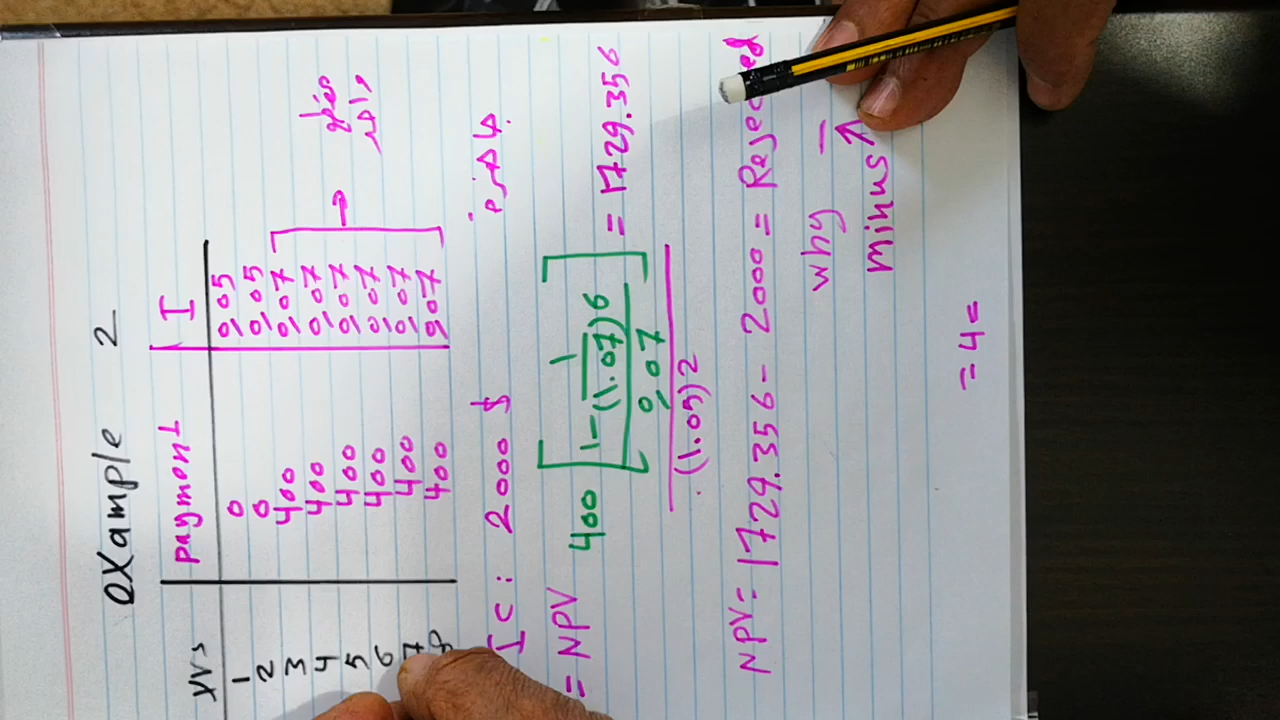 example 2
yrs payment I
1 0 0,05
2 0 0,05
3 400 0,07
4 400 0,07
5 400 0,07
6 400 0,07
7 400 0,07
8 400 0,07
IC: 2000 $
= NPV
400 [ 1 - 1 / (1.07)6 / 0,07 ] = 1729.356
(1.05)2
NPV = 1729.356 - 2000 = Rejected
why -
minus ↑
= 4 =